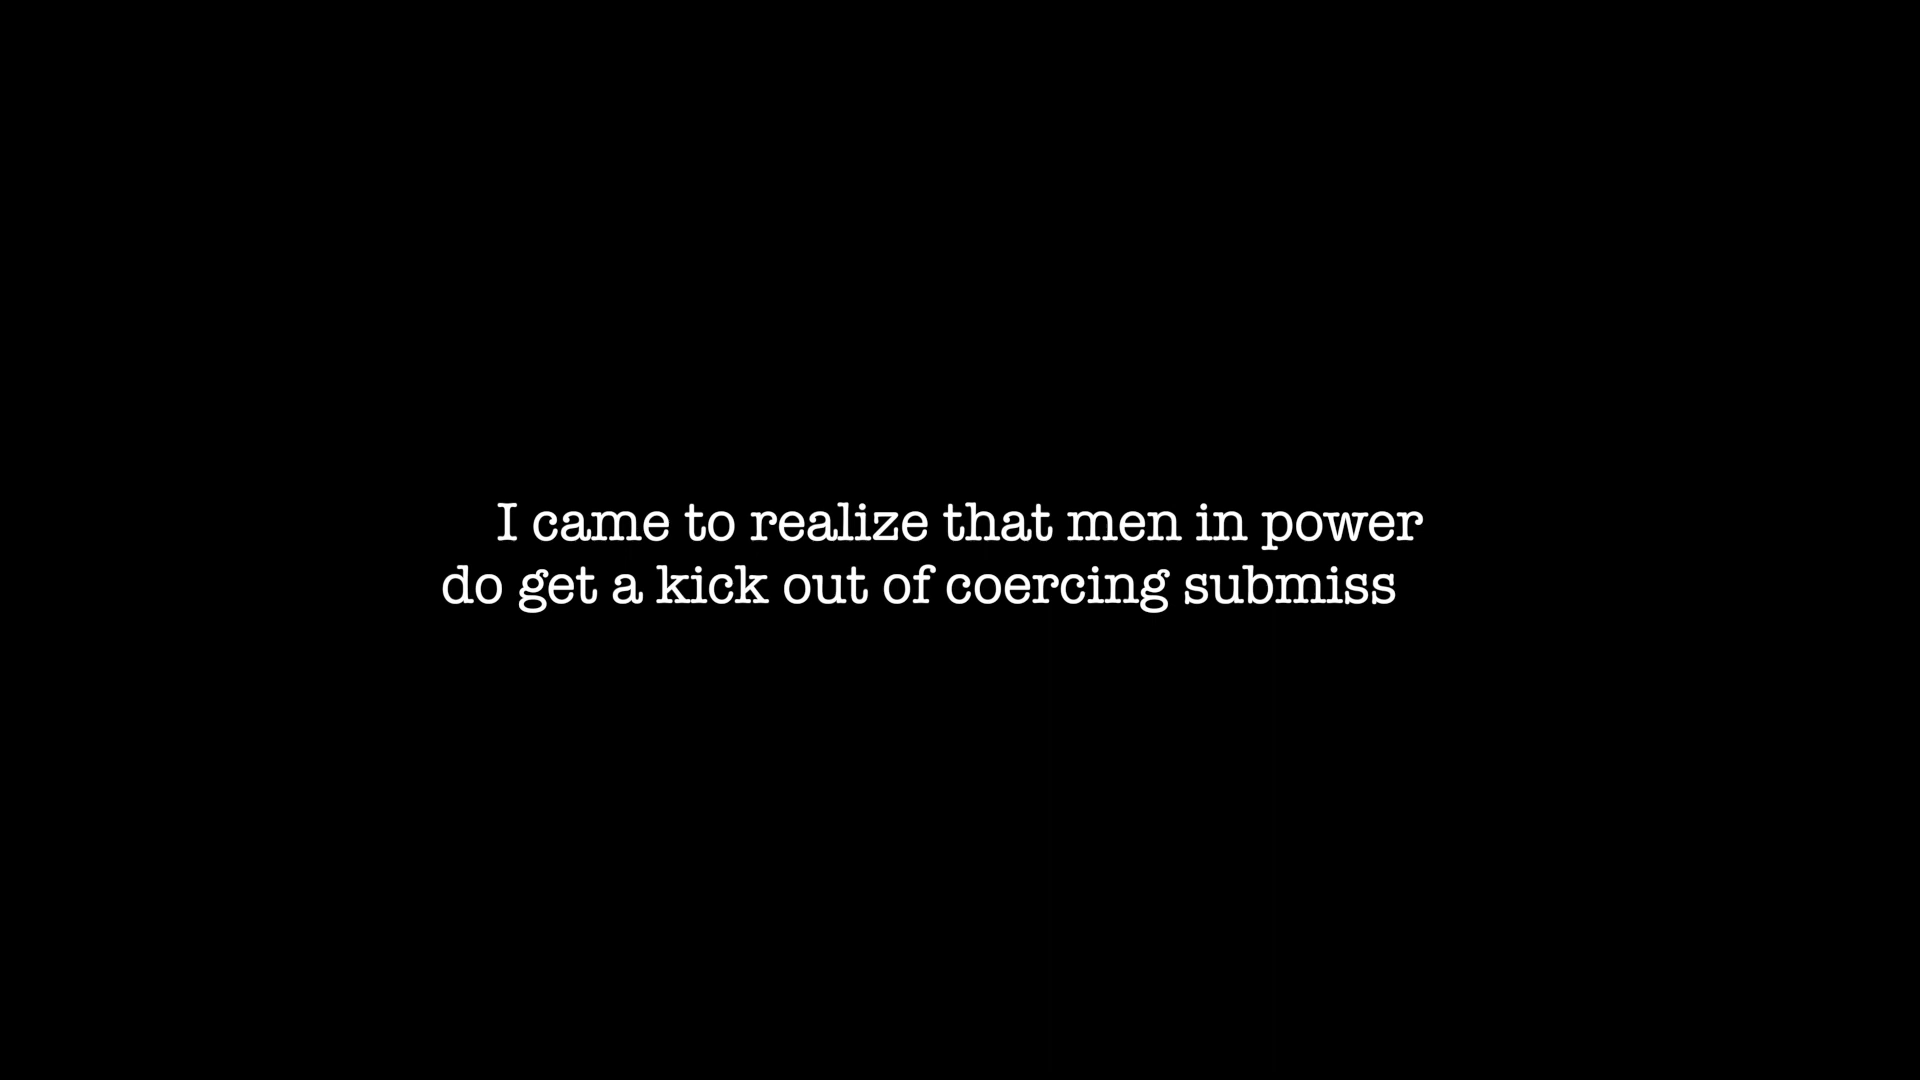 I came to realize that men in power
do get a kick out of coercing submiss